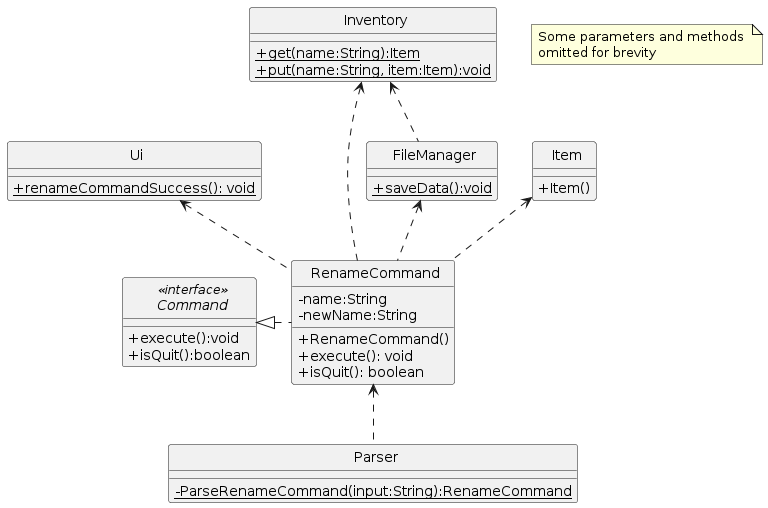 Inventory
+get(name:String):Item
+put(name:String, item:Item):void
Some parameters and methods
omitted for brevity
Ui
+renameCommandSuccess(): void
FileManager
+saveData():void
Item
+Item()
«interface»
Command
+execute():void
+isQuit():boolean
RenameCommand
-name:String
-newName:String
+RenameCommand()
+execute(): void
+isQuit(): boolean
Parser
-ParseRenameCommand(input:String):RenameCommand